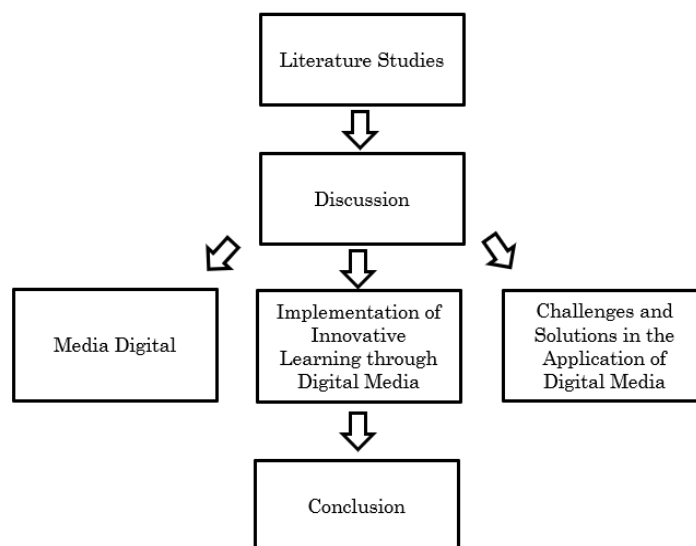 Literature Studies
Discussion
Media Digital
Implementation of
Innovative
Learning through
Digital Media
Challenges and
Solutions in the
Application of
Digital Media
Conclusion